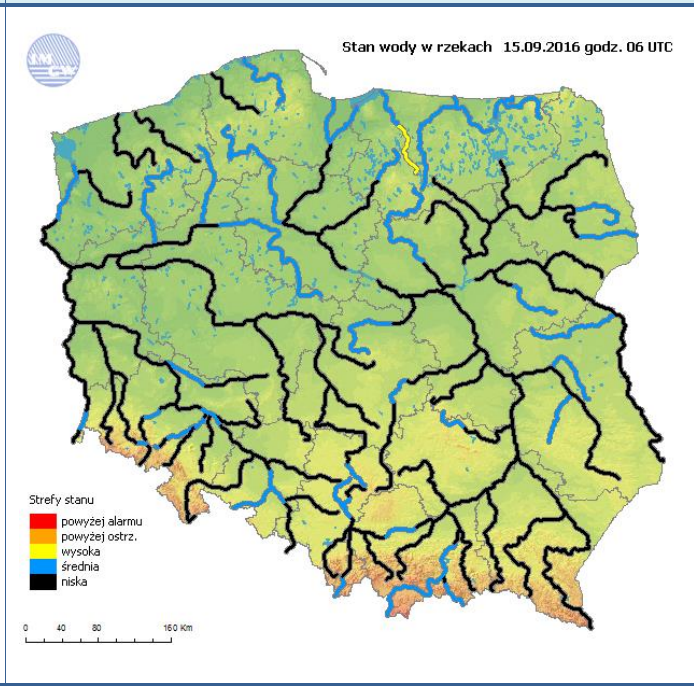 Stan wody w rzekach 15.09.2016 godz. 06 UTC
Strefy stanu
powyżej alarmu
powyżej ostrz.
wysoka
średnia
niska
0 40 80 160 Km